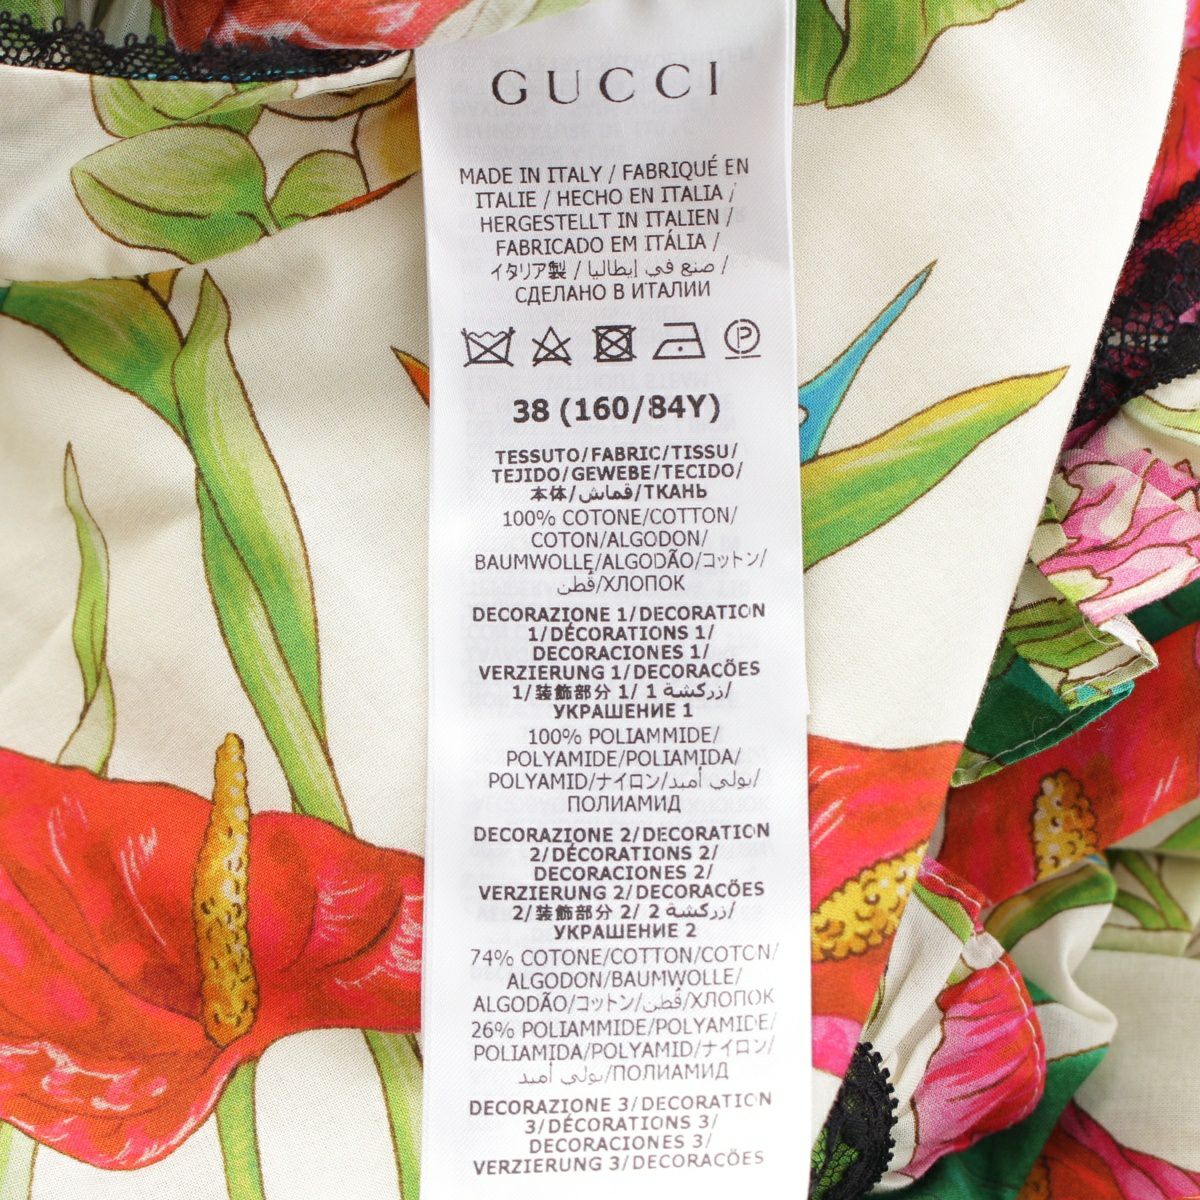 GUCCI
MADE IN ITALY / FABRIQUÉ EN
ITALIE / HECHO EN ITALIA /
HERGESTELLT IN ITALIEN /
FABRICADO EM ITÁLIA /
イタリア製 / صنع في إيطاليا /
СДЕЛАНО В ИТАЛИИ
P
38 (160/84Y)
TESSUTO/FABRIC/TISSU/
TEJIDO/GEWEBE/TECIDO/
本体/قماش/ТКАНЬ
100% COTONE/COTTON/
COTON/ALGODON/
BAUMWOLLE/ALGODÃO/コットン/
قُطن/ХЛОПОК
DECORAZIONE 1/DECORATION
1/DÉCORATIONS 1/
DECORACIONES 1/
VERZIERUNG 1/DECORAÇÕES
1/装飾部分 1/ زركشة 1/
УКРАШЕНИЕ 1
100% POLIAMMIDE/
POLYAMIDE/POLIAMIDA/
POLYAMID/ナイロン/بولي أميد/
ПОЛИАМИД
DECORAZIONE 2/DECORATION
2/DÉCORATIONS 2/
DECORACIONES 2/
VERZIERUNG 2/DECORAÇÕES
2/装飾部分 2/ زركشة 2/
УКРАШЕНИЕ 2
74% COTONE/COTTON/COTON/
ALGODON/BAUMWOLLE/
ALGODÃO/コットン/قُطن/ХЛОПОК
26% POLIAMMIDE/POLYAMIDE/
POLIAMIDA/POLYAMID/ナイロン/
بولي أميد/ПОЛИАМИД
DECORAZIONE 3/DECORATION
3/DÉCORATIONS 3/
DECORACIONES 3/
VERZIERUNG 3/DECORAÇÕES